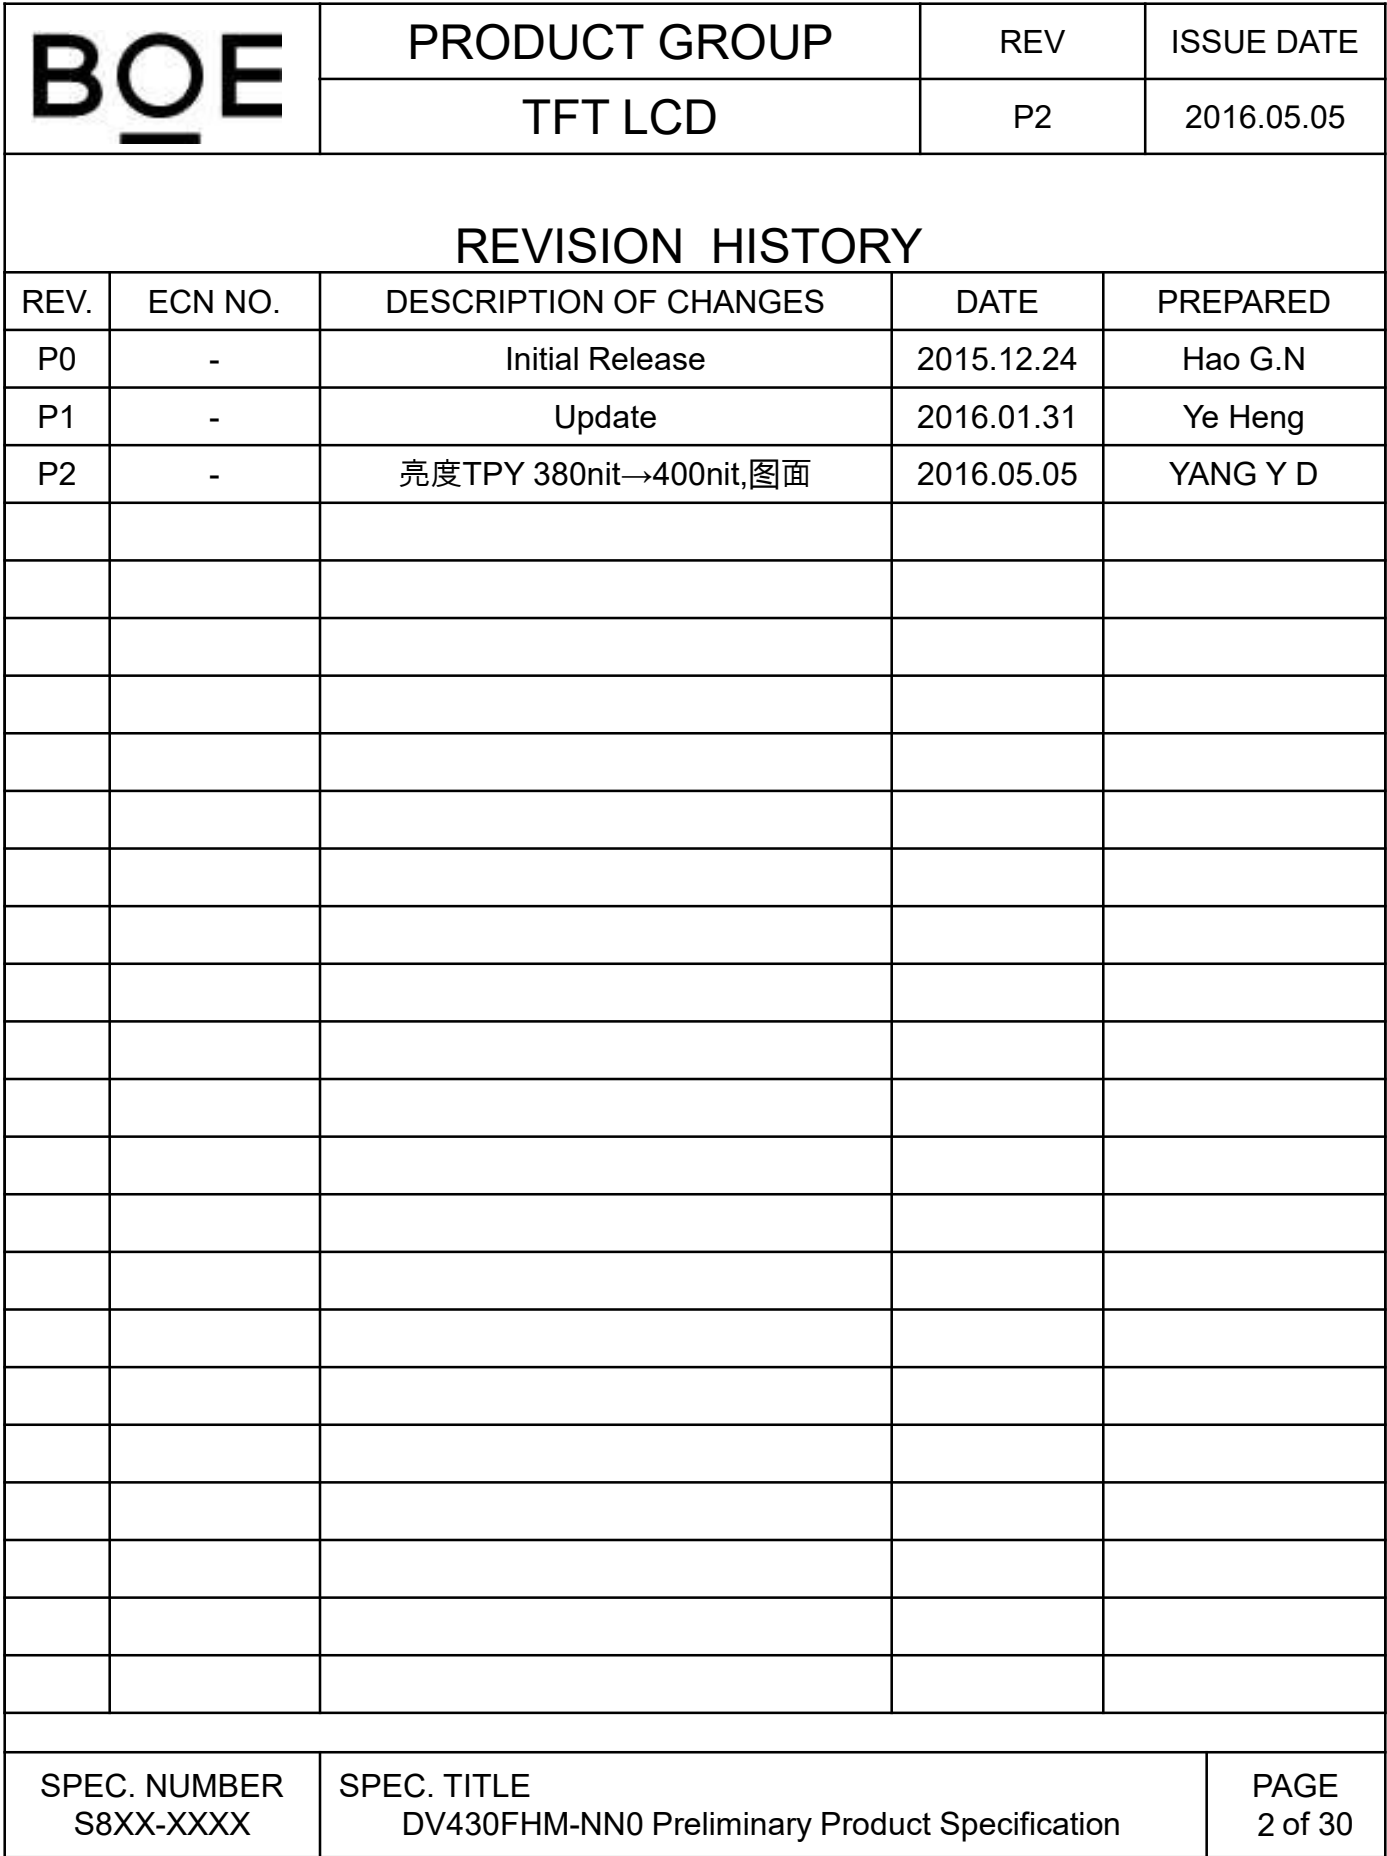 BOE
PRODUCT GROUP
REV
ISSUE DATE
TFT LCD
P2
2016.05.05
REVISION HISTORY
REV. ECN NO. DESCRIPTION OF CHANGES DATE PREPARED
P0 - Initial Release 2015.12.24 Hao G.N
P1 - Update 2016.01.31 Ye Heng
P2 - 亮度TPY 380nit→400nit,图面 2016.05.05 YANG Y D
SPEC. NUMBER
S8XX-XXXX
SPEC. TITLE
DV430FHM-NN0 Preliminary Product Specification
PAGE
2 of 30